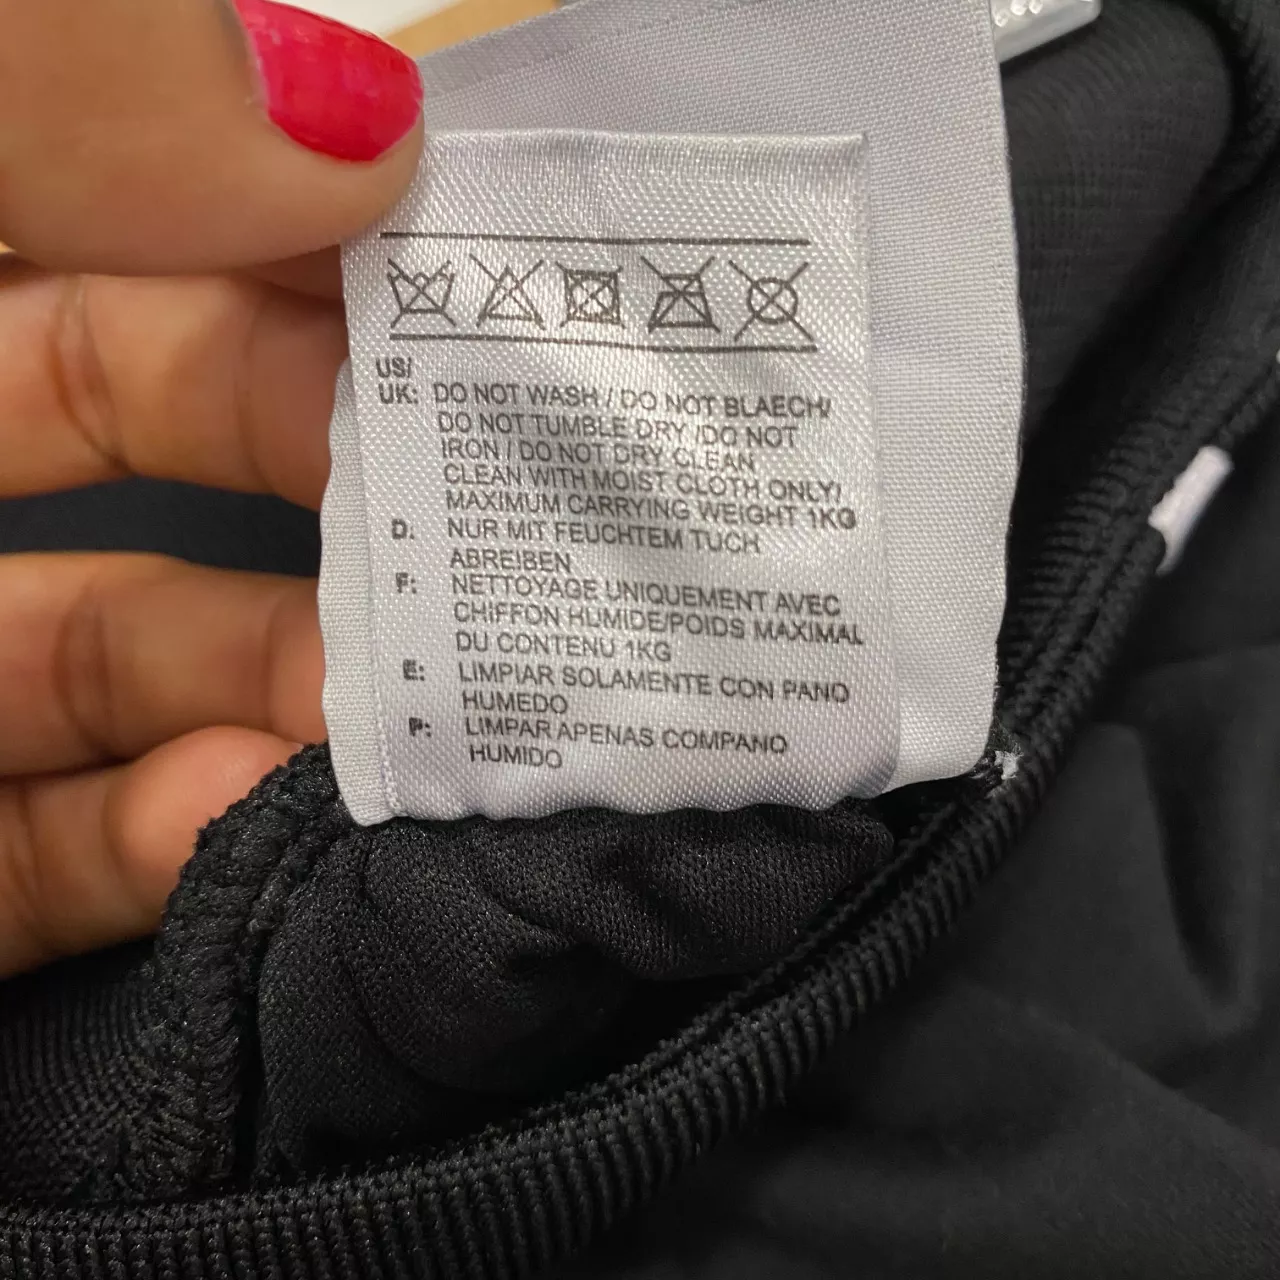 US/
UK: DO NOT WASH / DO NOT BLAECH/
DO NOT TUMBLE DRY /DO NOT
IRON / DO NOT DRY CLEAN
CLEAN WITH MOIST CLOTH ONLY/
MAXIMUM CARRYING WEIGHT 1KG
D: NUR MIT FEUCHTEM TUCH
ABREIBEN
F: NETTOYAGE UNIQUEMENT AVEC
CHIFFON HUMIDE/POIDS MAXIMAL
DU CONTENU 1KG
E: LIMPIAR SOLAMENTE CON PANO
HUMEDO
P: LIMPAR APENAS COMPANO
HUMIDO